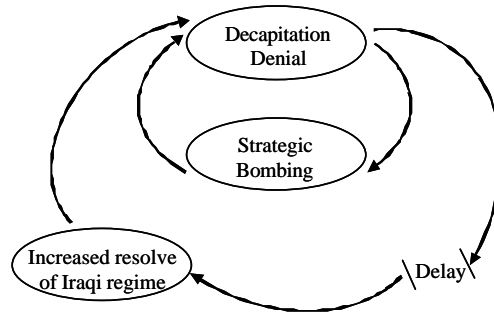 Decapitation
Denial
Strategic
Bombing
Increased resolve
of Iraqi regime
Delay